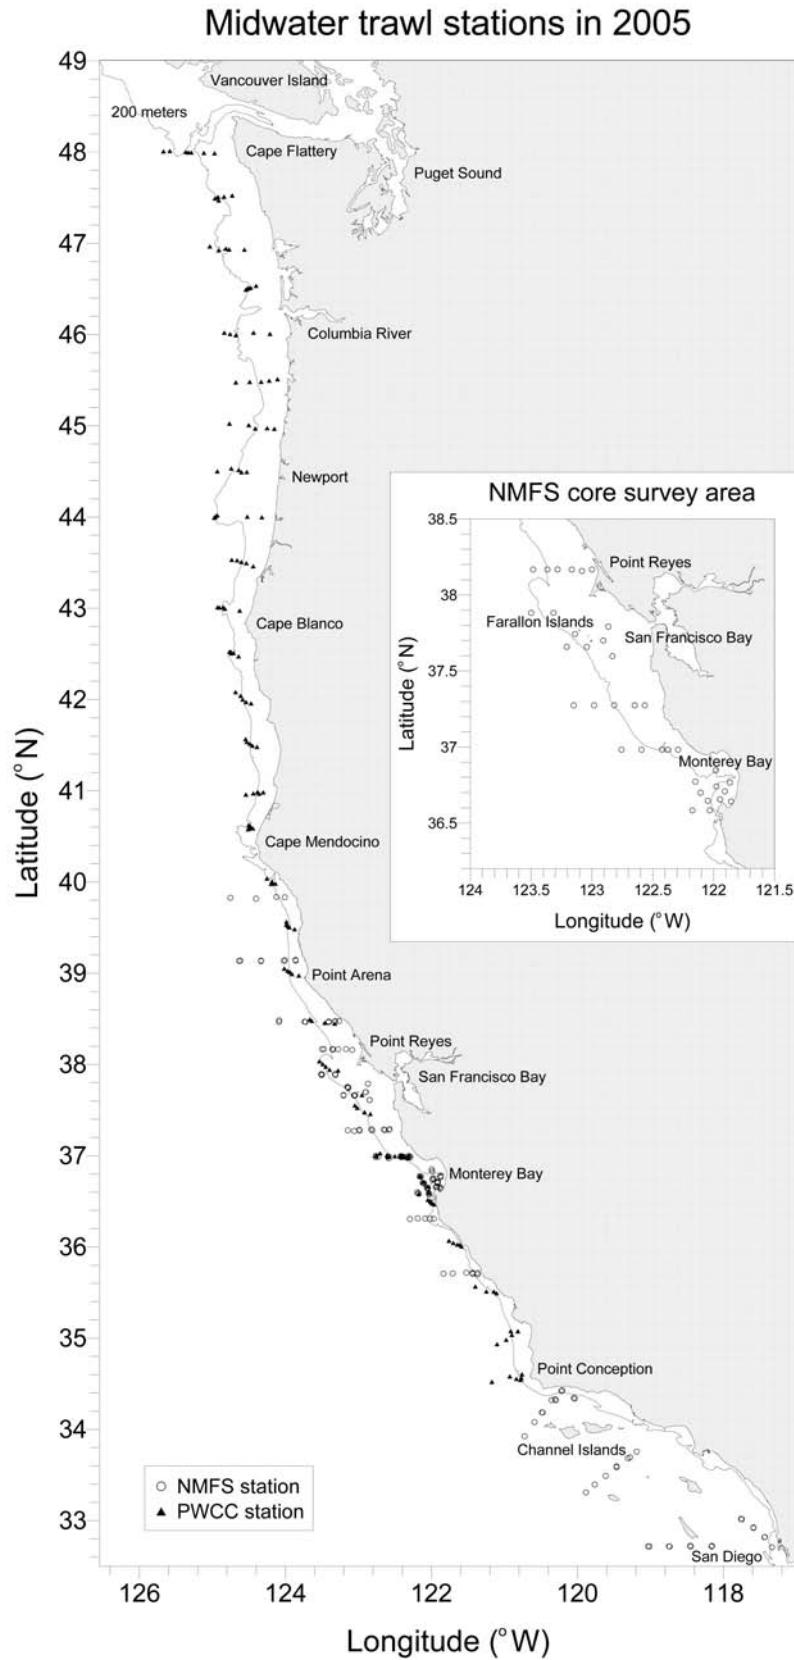 Midwater trawl stations in 2005
49
Vancouver Island
200 meters
48
Cape Flattery
Puget Sound
47
46
Columbia River
45
Newport
44
43
Cape Blanco
42
41
Cape Mendocino
40
39
Point Arena
Point Reyes
38
San Francisco Bay
37
Monterey Bay
36
35
Point Conception
34
Channel Islands
33
San Diego
Latitude (°N)
126
124
122
120
118
Longitude (°W)
NMFS station
PWCC station
NMFS core survey area
38.5
Point Reyes
38
Farallon Islands
San Francisco Bay
37.5
37
Monterey Bay
36.5
Latitude (°N)
124
123.5
123
122.5
122
121.5
Longitude (°W)